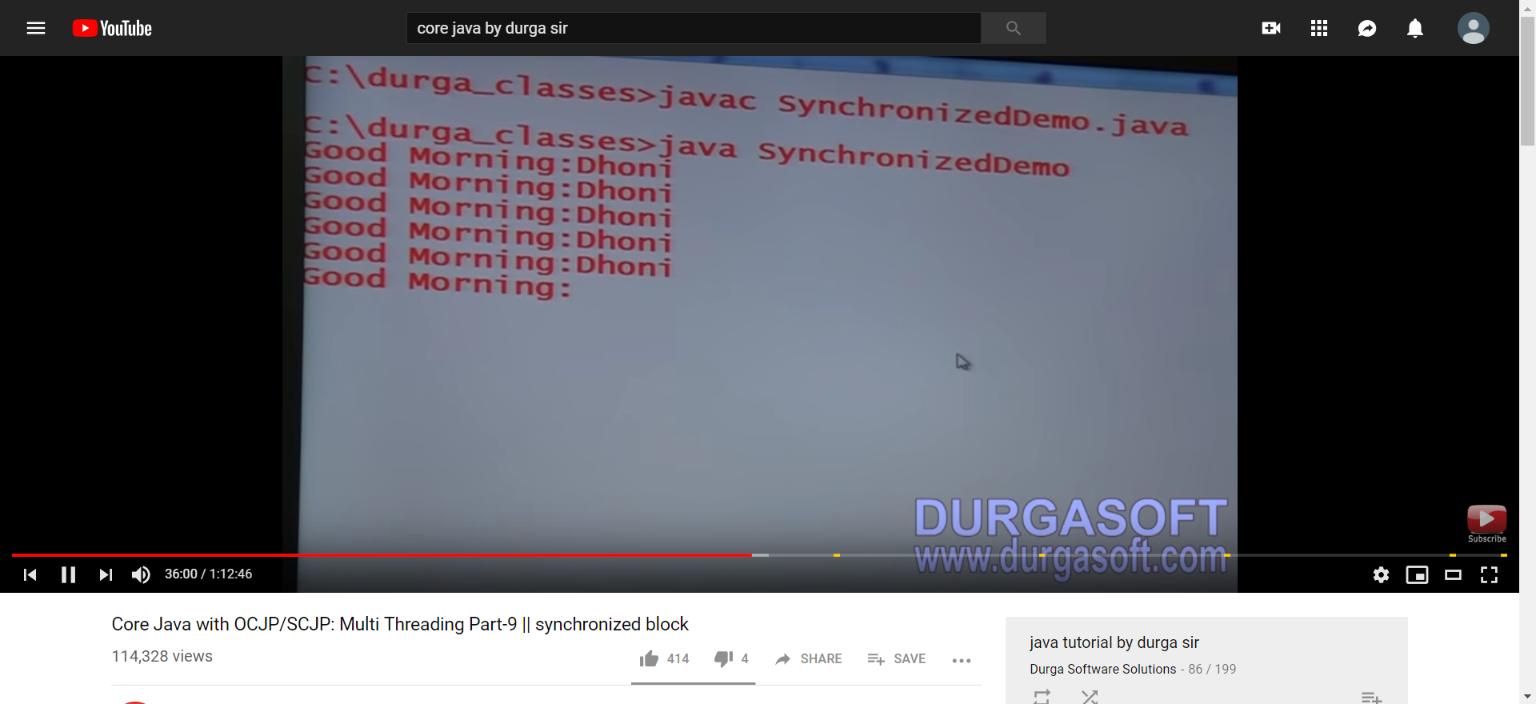 YouTube
core java by durga sir
C:\durga_classes>javac SynchronizedDemo.java
C:\durga_classes>java SynchronizedDemo
Good Morning:Dhoni
Good Morning:Dhoni
Good Morning:Dhoni
Good Morning:Dhoni
Good Morning:Dhoni
Good Morning:
DURGASOFT
www.durgasoft.com
Subscribe
36:00 / 1:12:46
Core Java with OCJP/SCJP: Multi Threading Part-9 || synchronized block
114,328 views
414 4 SHARE SAVE
java tutorial by durga sir
Durga Software Solutions - 86 / 199